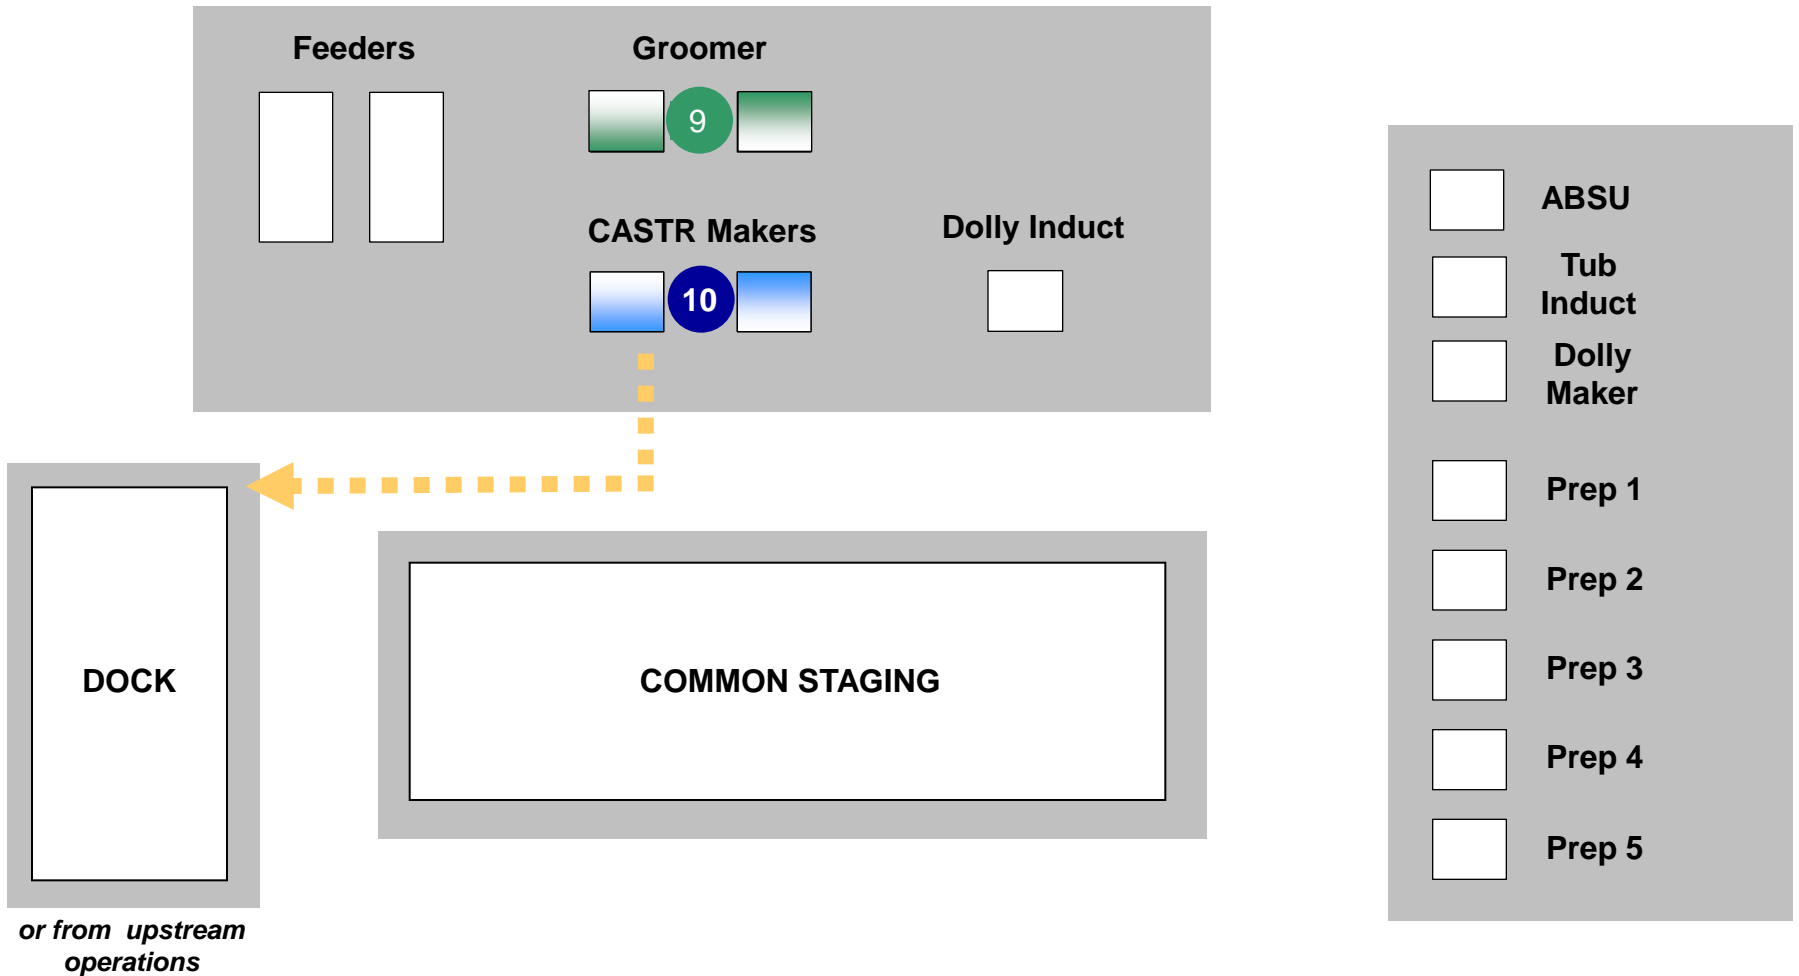 Feeders
Groomer
9
CASTR Makers
Dolly Induct
10
ABSU
Tub
Induct
Dolly
Maker
Prep 1
Prep 2
Prep 3
Prep 4
Prep 5
DOCK
COMMON STAGING
or from upstream
operations